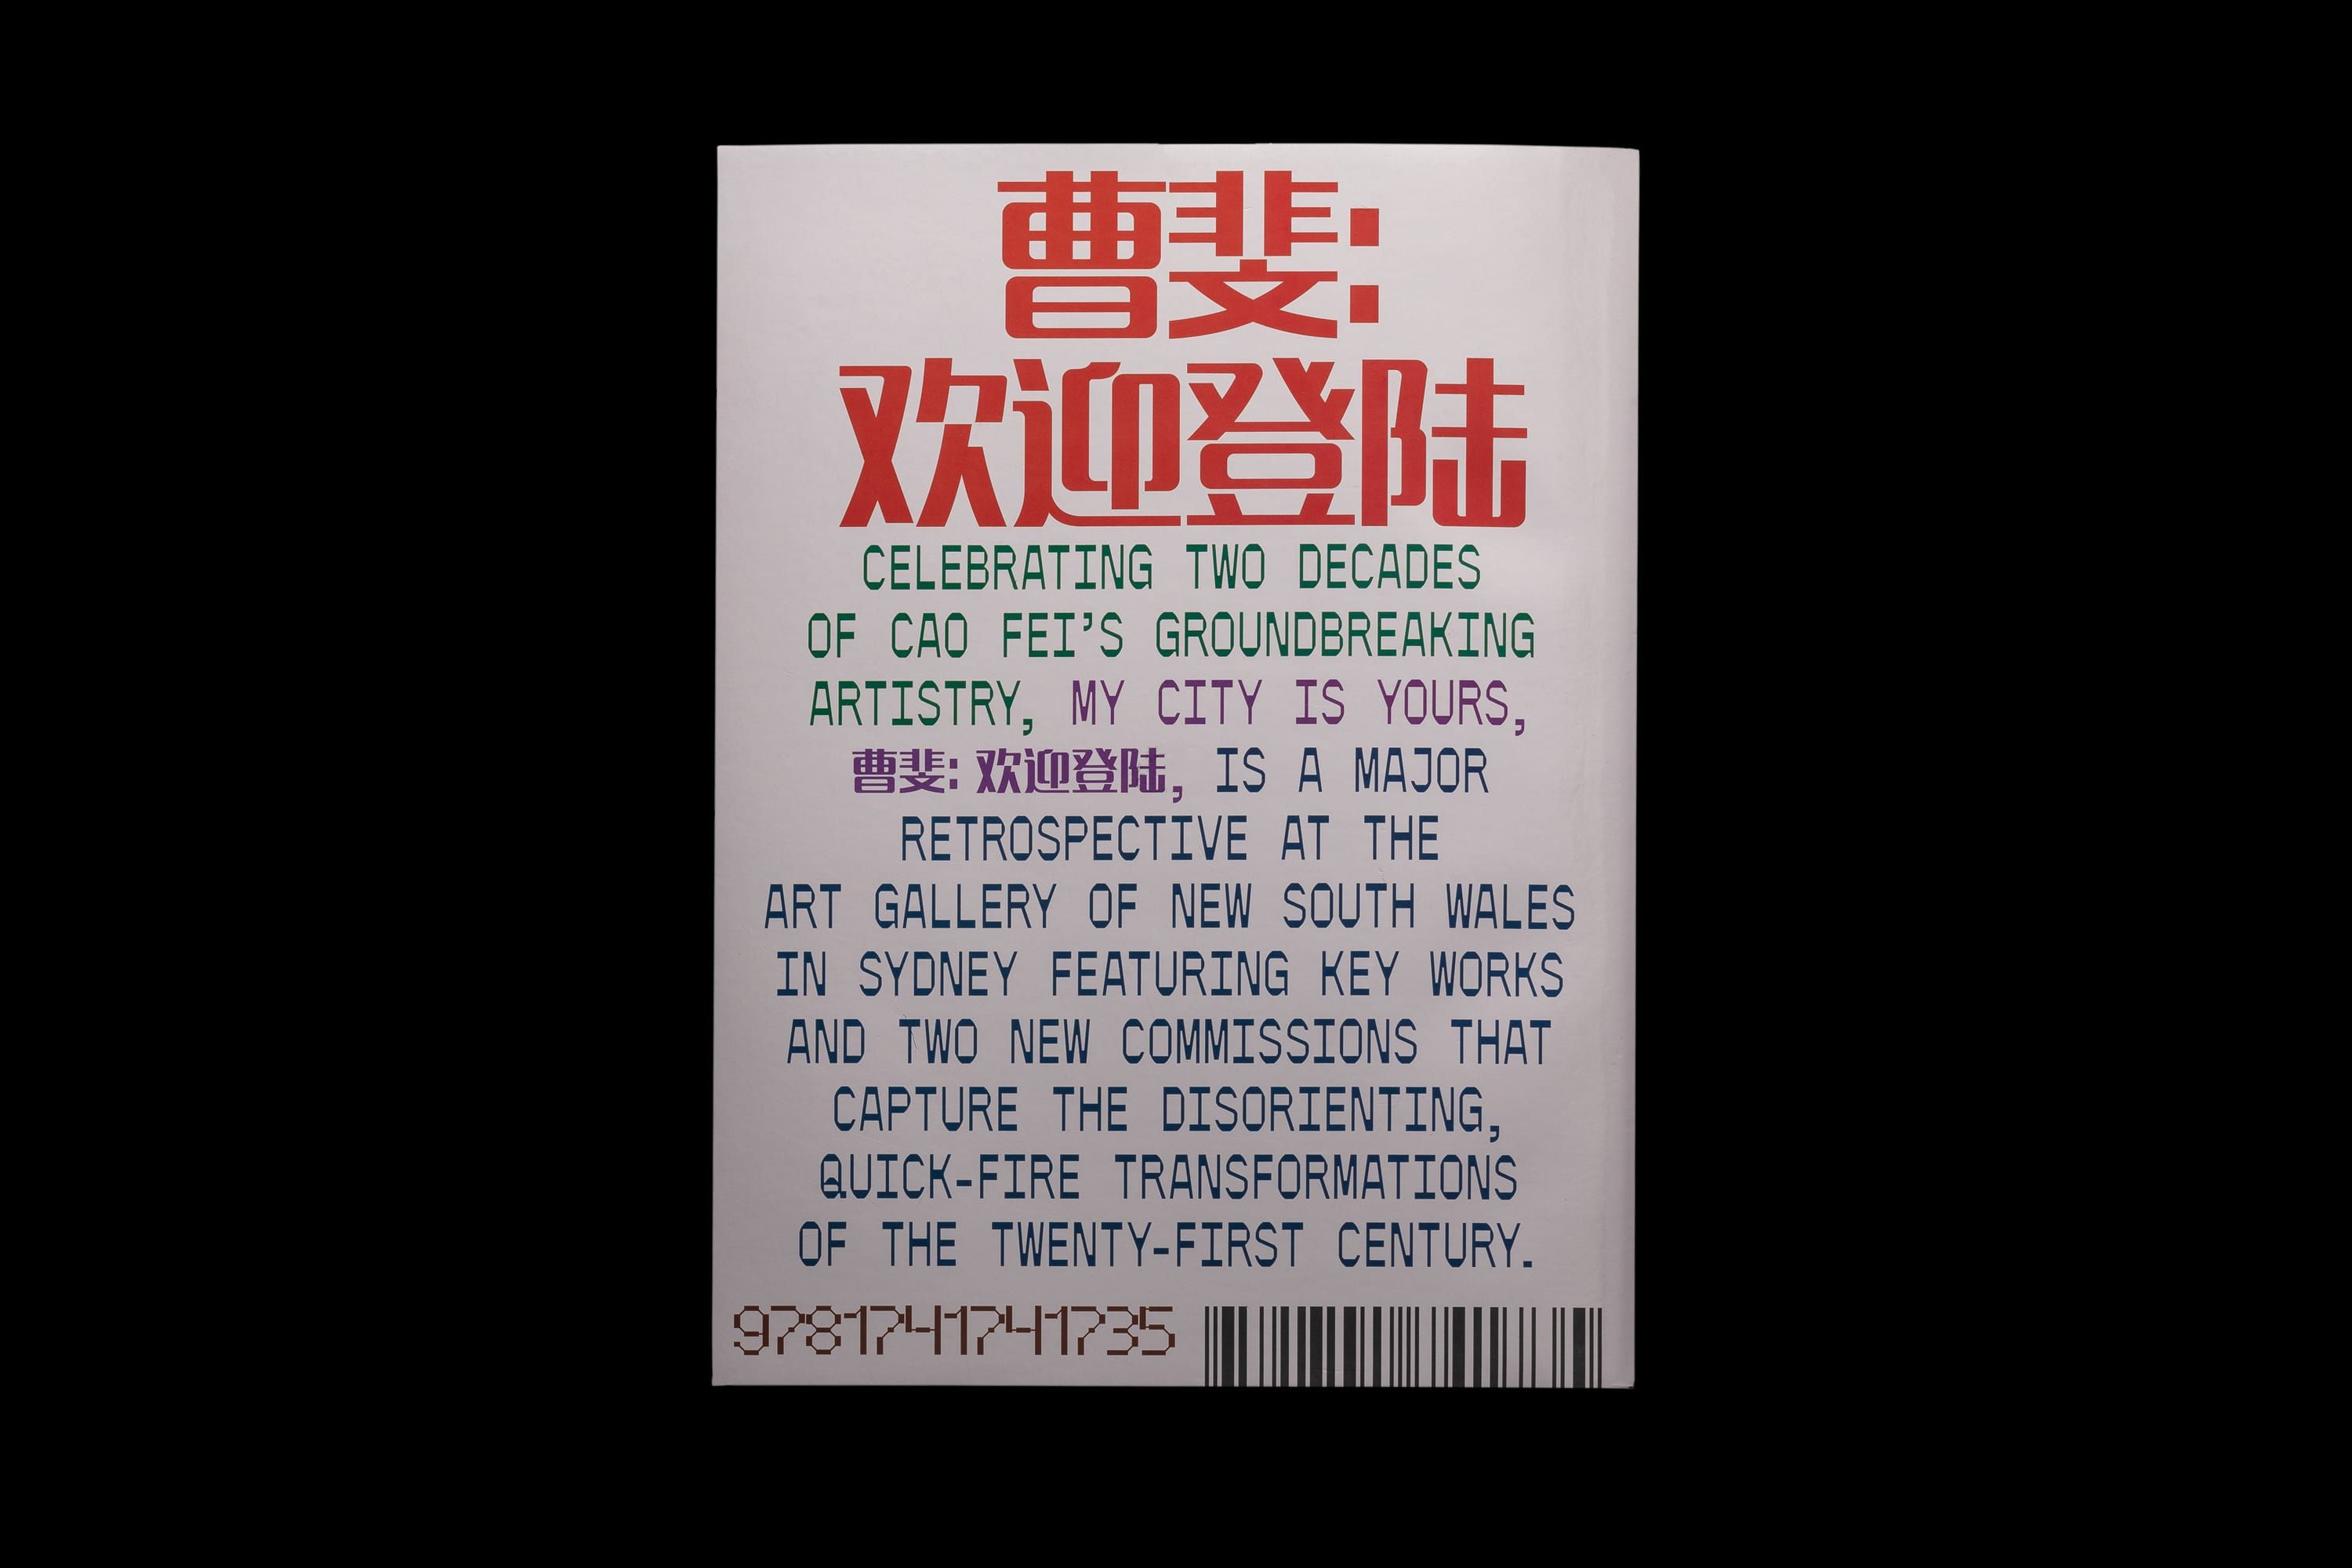 曹斐:
欢迎登陆
CELEBRATING TWO DECADES
OF CAO FEI’S GROUNDBREAKING
ARTISTRY, MY CITY IS YOURS,
曹斐: 欢迎登陆, IS A MAJOR
RETROSPECTIVE AT THE
ART GALLERY OF NEW SOUTH WALES
IN SYDNEY FEATURING KEY WORKS
AND TWO NEW COMMISSIONS THAT
CAPTURE THE DISORIENTING,
QUICK-FIRE TRANSFORMATIONS
OF THE TWENTY-FIRST CENTURY.
9781741741735